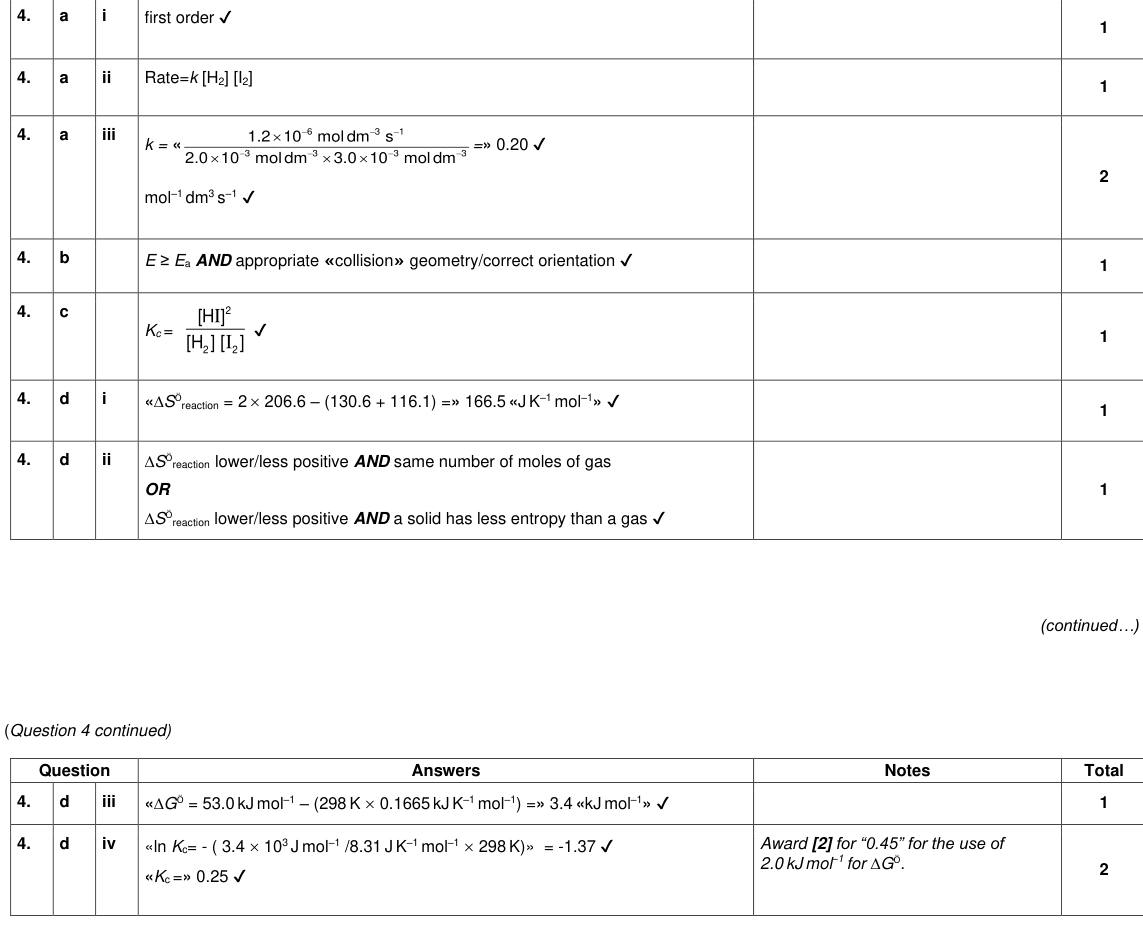 4. a i first order ✓ 1
4. a ii Rate=k [H₂] [I₂] 1
4. a iii k = « 1.2×10⁻⁶ mol dm⁻³ s⁻¹ / 2.0×10⁻³ mol dm⁻³ ×3.0×10⁻³ mol dm⁻³ =» 0.20 ✓
2
mol⁻¹ dm³ s⁻¹ ✓
4. b E ≥ Eₐ AND appropriate «collision» geometry/correct orientation ✓ 1
4. c K𝑐 = [HI]² / [H₂] [I₂] ✓ 1
4. d i «∆S⦵reaction = 2 × 206.6 – (130.6 + 116.1) =» 166.5 «J K⁻¹ mol⁻¹» ✓ 1
4. d ii ∆S⦵reaction lower/less positive AND same number of moles of gas
OR 1
∆S⦵reaction lower/less positive AND a solid has less entropy than a gas ✓
(continued…)
(Question 4 continued)
Question Answers Notes Total
4. d iii «∆G⦵ = 53.0 kJ mol⁻¹ – (298 K × 0.1665 kJ K⁻¹ mol⁻¹) =» 3.4 «kJ mol⁻¹» ✓ 1
4. d iv «ln Kc= - ( 3.4 × 10³ J mol⁻¹ /8.31 J K⁻¹ mol⁻¹ × 298 K)» = -1.37 ✓ Award [2] for “0.45” for the use of
2.0 kJ mol⁻¹ for ∆G⦵.
«Kc =» 0.25 ✓ 2